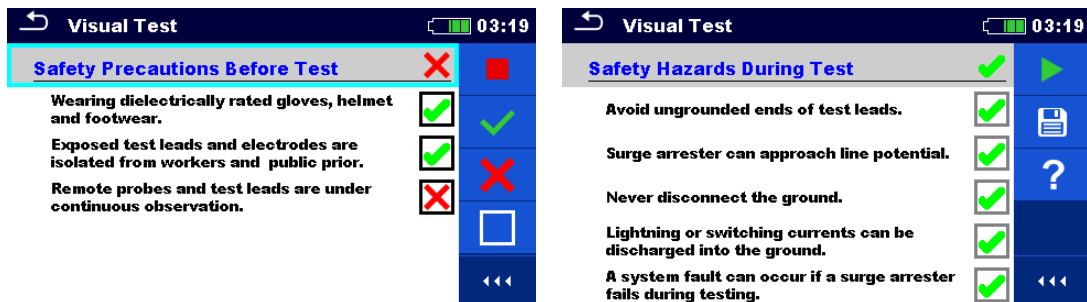 Visual Test
03:19
Safety Precautions Before Test
Wearing dielectrically rated gloves, helmet
and footwear.
Exposed test leads and electrodes are
isolated from workers and public prior.
Remote probes and test leads are under
continuous observation.
Visual Test
03:19
Safety Hazards During Test
Avoid ungrounded ends of test leads.
Surge arrester can approach line potential.
Never disconnect the ground.
Lightning or switching currents can be
discharged into the ground.
A system fault can occur if a surge arrester
fails during testing.
?